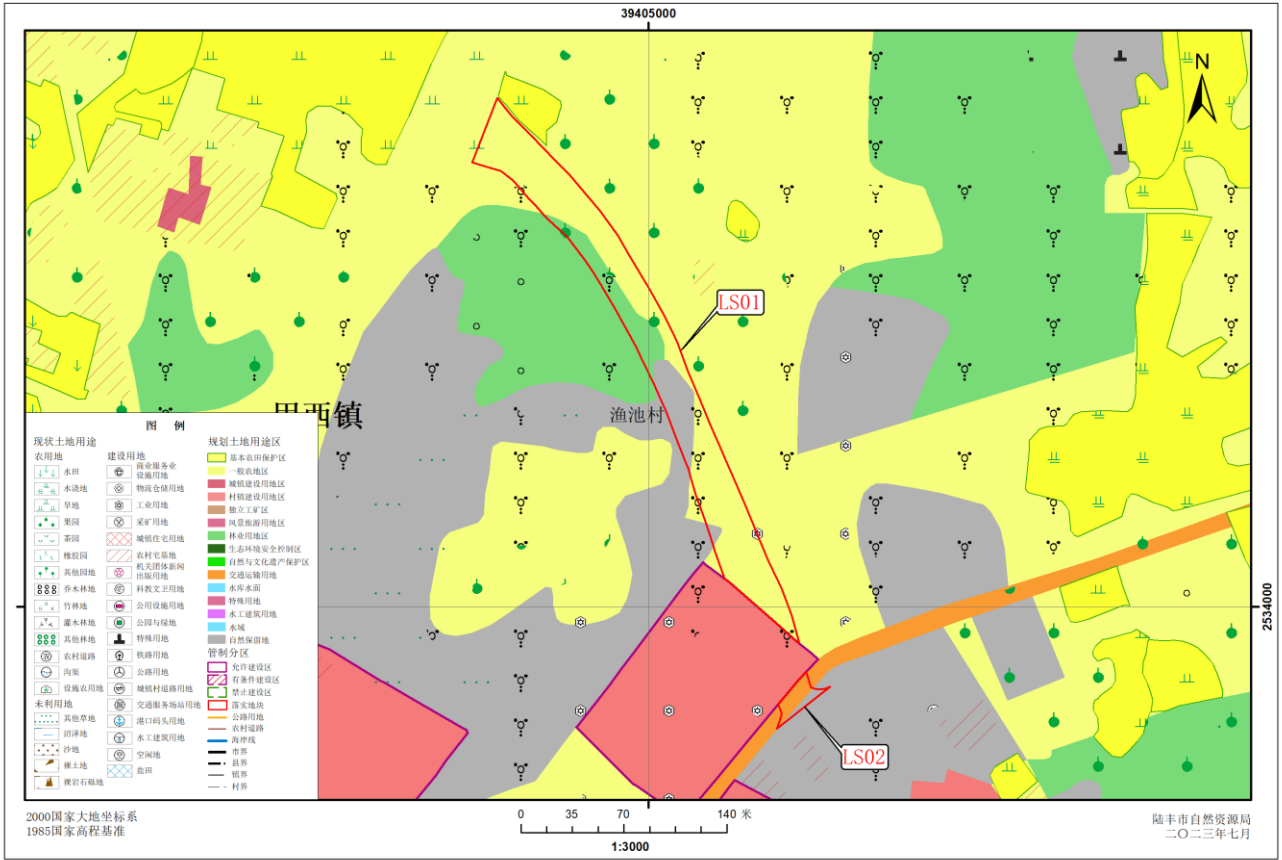 39405000
N
LS01
田西镇
渔池村
2534000
LS02
图 例
现状土地用途
农用地
水田
水浇地
旱地
果园
茶园
橡胶园
其他园地
乔木林地
竹林地
灌木林地
其他林地
农村道路
沟渠
设施农用地
未利用地
其他草地
沼泽地
沙地
裸土地
裸岩石砾地
建设用地
商业服务业
设施用地
物流仓储用地
工业用地
采矿用地
城镇住宅用地
农村宅基地
机关团体新闻
出版用地
科教文卫用地
公用设施用地
公园与绿地
特殊用地
铁路用地
公路用地
城镇村道路用地
交通服务场站用地
港口码头用地
水工建筑用地
空闲地
盐田
规划土地用途区
基本农田保护区
一般农地区
城镇建设用地区
村镇建设用地区
独立工矿区
风景旅游用地区
林业用地区
生态环境安全控制区
自然与文化遗产保护区
交通运输用地
水库水面
特殊用地
水工建筑用地
水域
自然保留地
管制分区
允许建设区
有条件建设区
禁止建设区
落实地块
公路用地
农村道路
海岸线
市界
县界
镇界
村界
2000国家大地坐标系
1985国家高程基准
0 35 70 140 米
1:3000
陆丰市自然资源局
二〇二三年七月